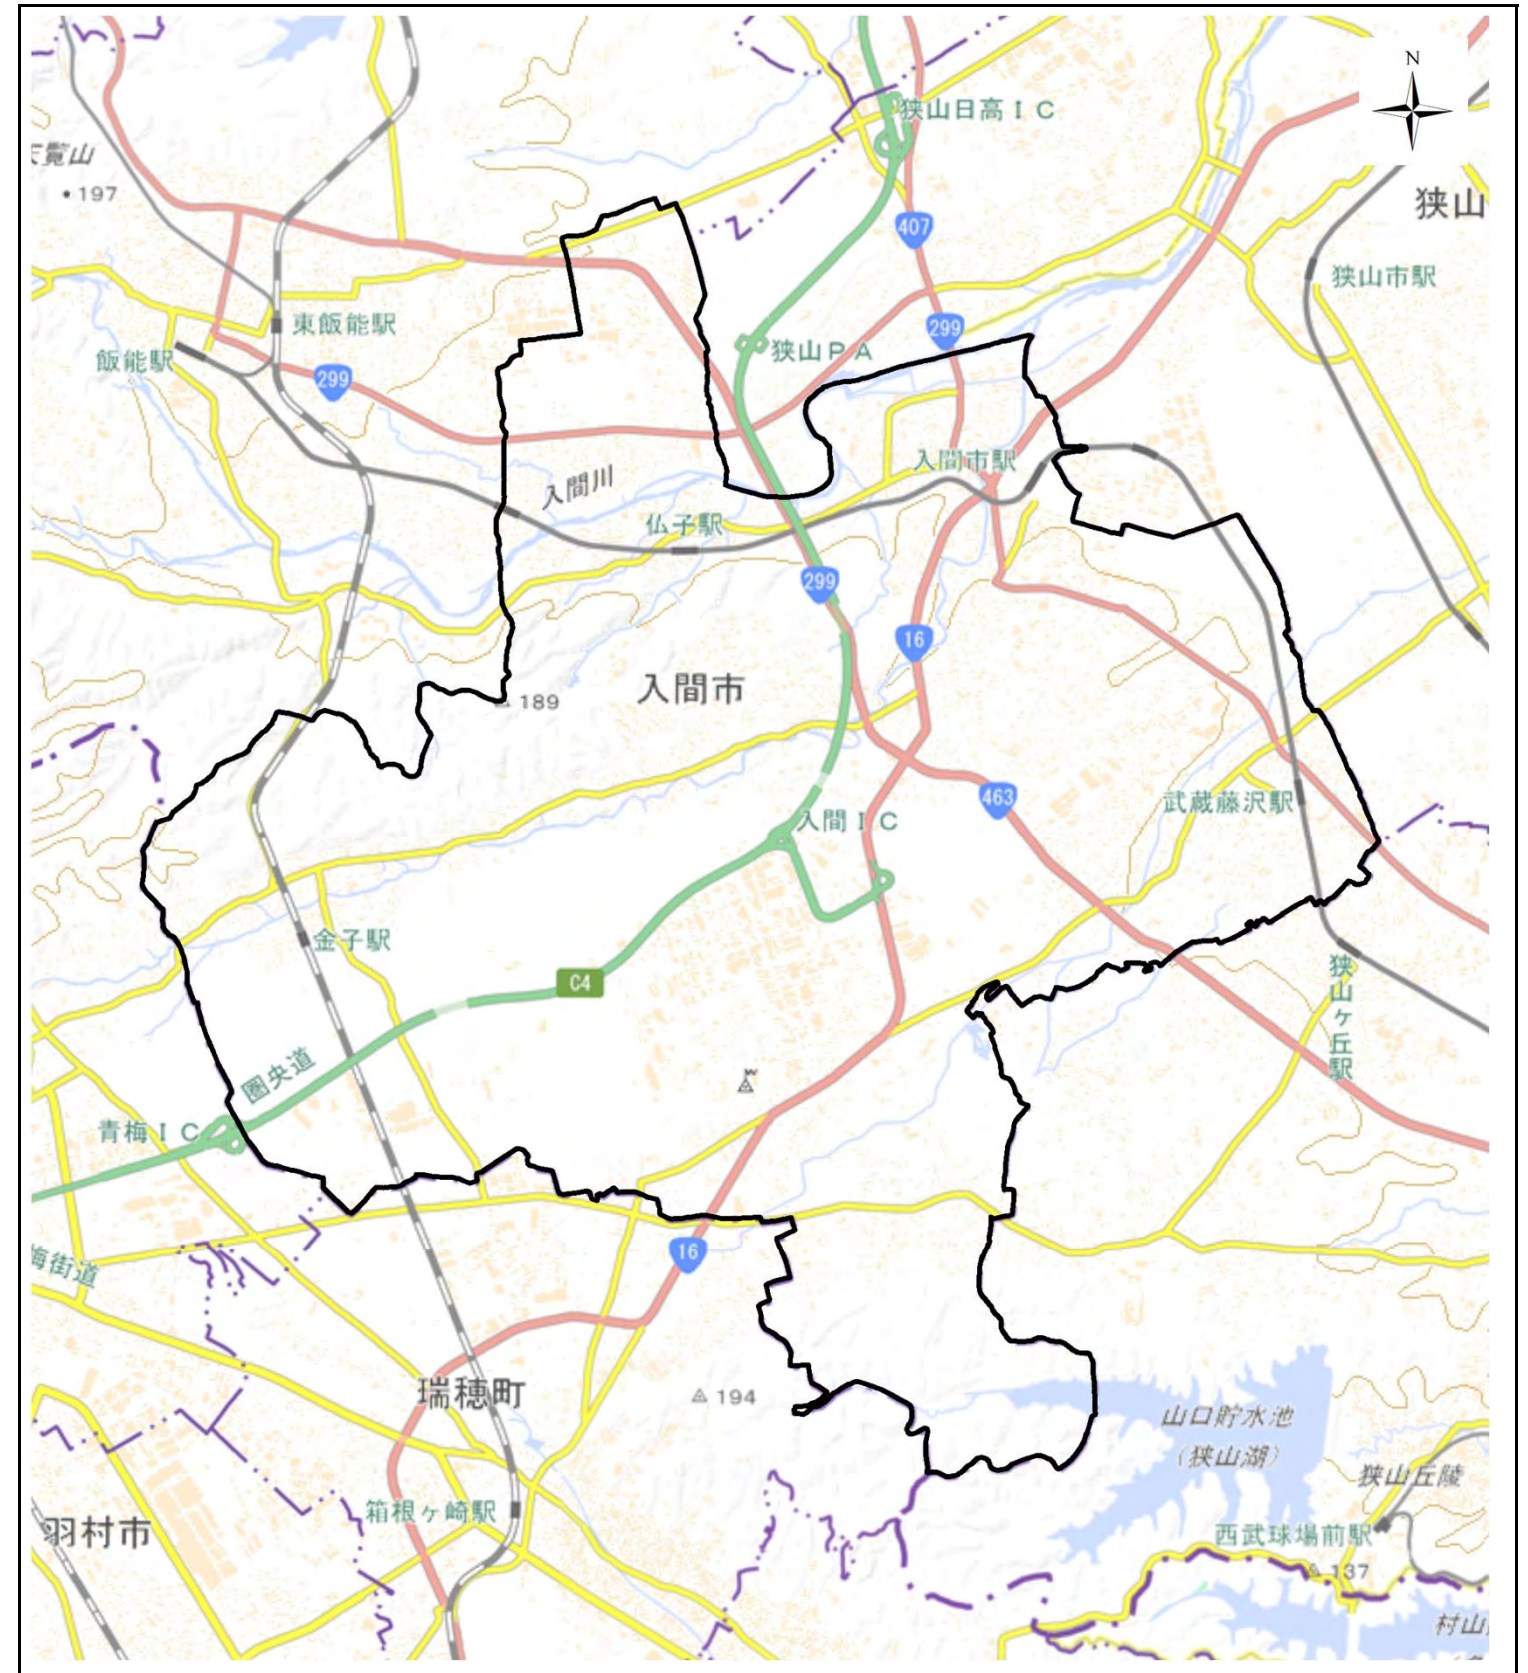 N
狭山日高ＩＣ
天覧山
197
狭山
407
狭山市駅
東飯能駅
299
狭山ＰＡ
飯能駅
299
入間市駅
入間川
仏子駅
299
16
入間市
189
463
武蔵藤沢駅
入間ＩＣ
金子駅
C4
狭山ヶ丘駅
圏央道
青梅ＩＣ
16
梅街道
瑞穂町
194
山口貯水池
（狭山湖）
狭山丘陵
箱根ヶ崎駅
羽村市
西武球場前駅
137
村山